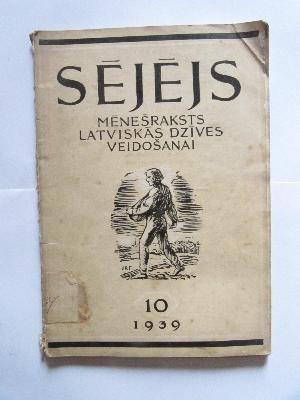 SĒJĒJS
MĒNEŠRAKSTS
LATVISKĀS DZĪVES
VEIDOŠANAI
10
1939